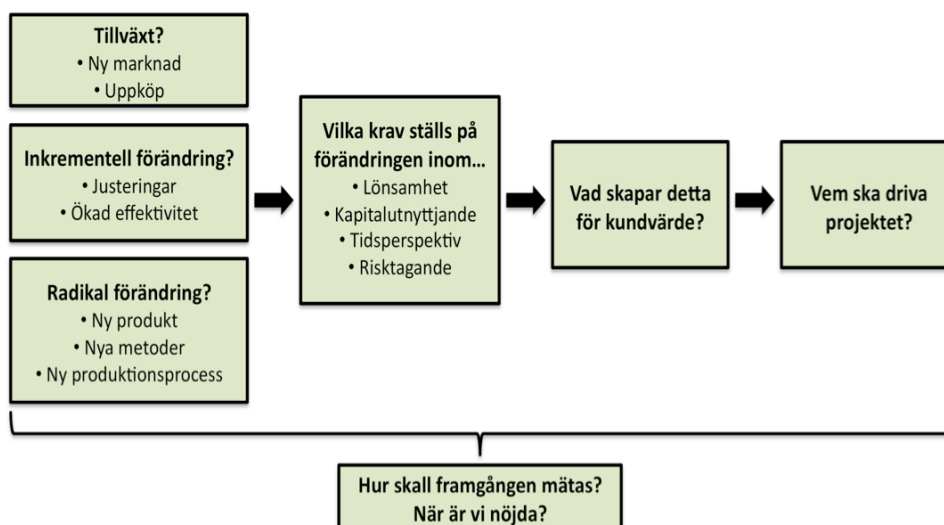 Tillväxt?
• Ny marknad
• Uppköp
Inkrementell förändring?
• Justeringar
• Ökad effektivitet
Radikal förändring?
• Ny produkt
• Nya metoder
• Ny produktionsprocess
Vilka krav ställs på
förändringen inom...
• Lönsamhet
• Kapitalutnyttjande
• Tidsperspektiv
• Risktagande
Vad skapar detta
för kundvärde?
Vem ska driva
projektet?
Hur skall framgången mätas?
När är vi nöjda?